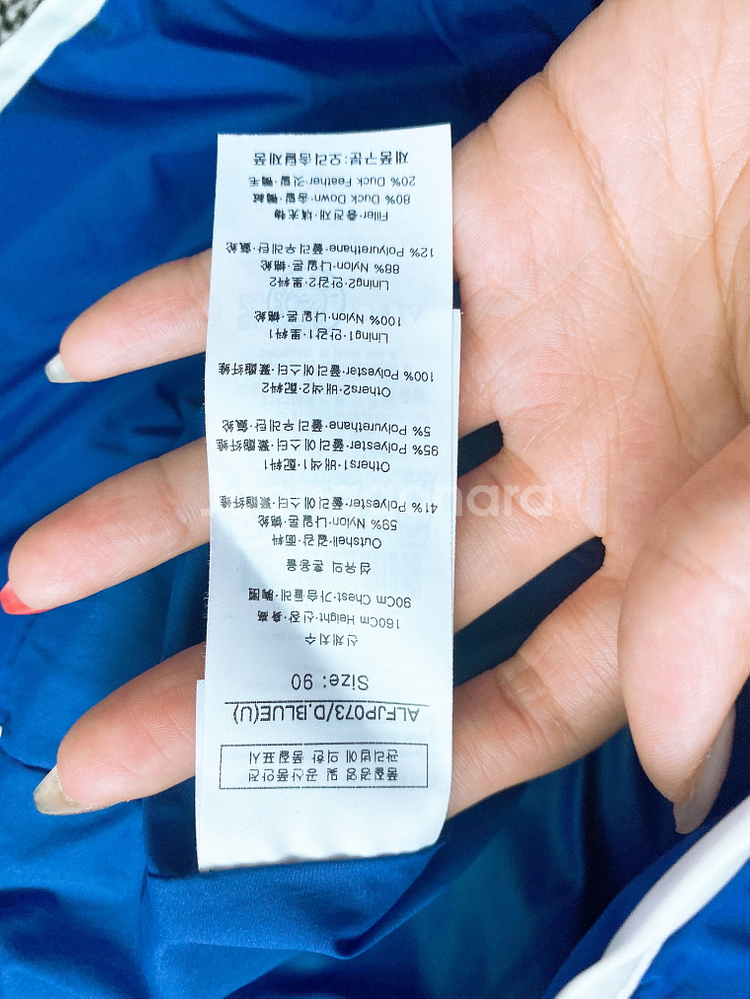 품질경영 및 공산품안전
관리법에 의한 품질표시
ALFJP073/D.BLUE(U)
Size: 90
신체치수
160Cm Height·신장·身高
90Cm Chest·가슴둘레·胸围
섬유의 혼용율
Outshell·겉감·面料
59% Nylon·나일론·锦纶
41% Polyester·폴리에스터·聚酯纤维
Others1·배색1·配料1
95% Polyester·폴리에스터·聚酯纤维
5% Polyurethane·폴리우레탄·氨纶
Others2·배색2·配料2
100% Polyester·폴리에스터·聚酯纤维
Lining1·안감1·里料1
100% Nylon·나일론·锦纶
Lining2·안감2·里料2
88% Nylon·나일론·锦纶
12% Polyurethane·폴리우레탄·氨纶
Filler·충전재·填充物
80% Duck Down·솜털·鸭绒
20% Duck Feather·깃털·鸭毛
제품구분:오리솜털제품